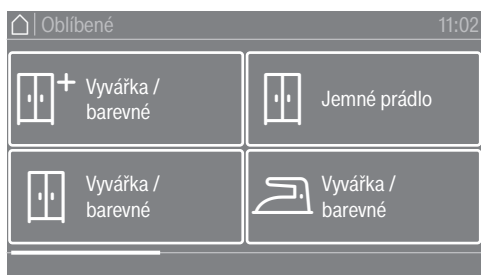 Oblíbené 11:02
Vyvářka /
barevné
Jemné prádlo
Vyvářka /
barevné
Vyvářka /
barevné